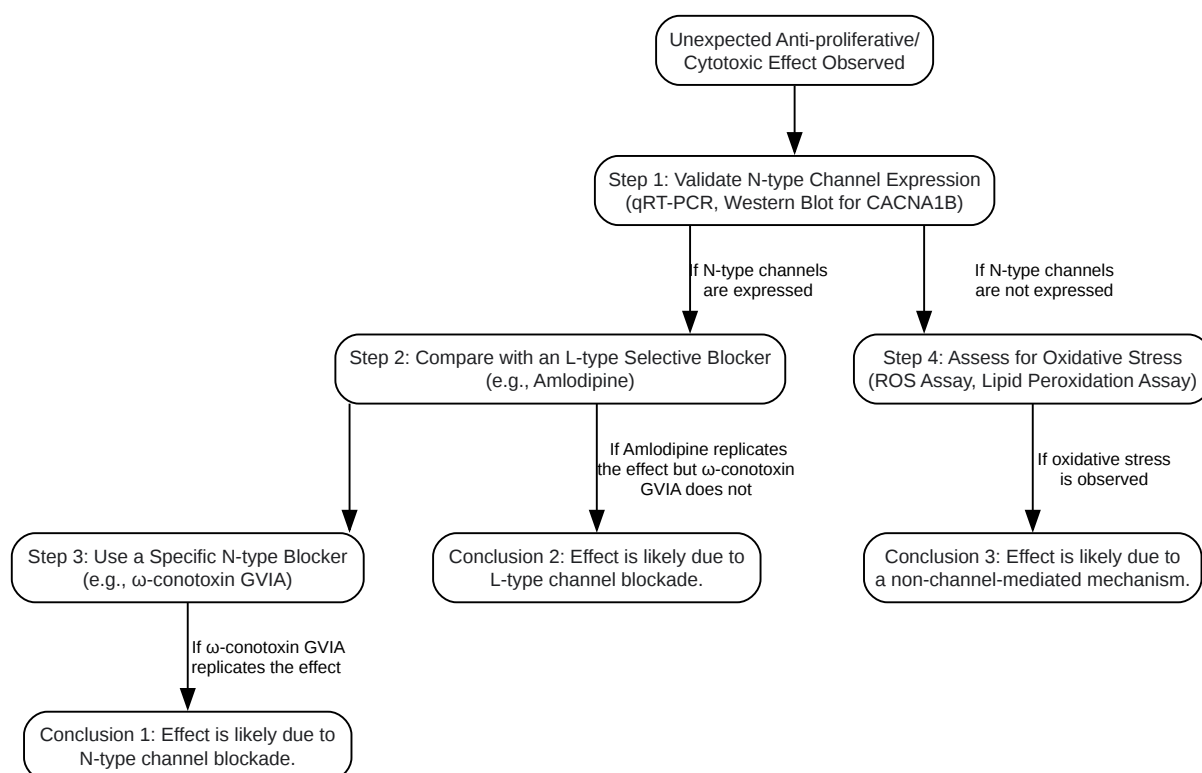 Unexpected Anti-proliferative/
Cytotoxic Effect Observed
Step 1: Validate N-type Channel Expression
(qRT-PCR, Western Blot for CACNA1B)
If N-type channels
are expressed
If N-type channels
are not expressed
Step 2: Compare with an L-type Selective Blocker
(e.g., Amlodipine)
Step 4: Assess for Oxidative Stress
(ROS Assay, Lipid Peroxidation Assay)
If Amlodipine replicates
the effect but ω-conotoxin
GVIA does not
If oxidative stress
is observed
Step 3: Use a Specific N-type Blocker
(e.g., ω-conotoxin GVIA)
Conclusion 2: Effect is likely due to
L-type channel blockade.
Conclusion 3: Effect is likely due to
a non-channel-mediated mechanism.
If ω-conotoxin GVIA
replicates the effect
Conclusion 1: Effect is likely due to
N-type channel blockade.